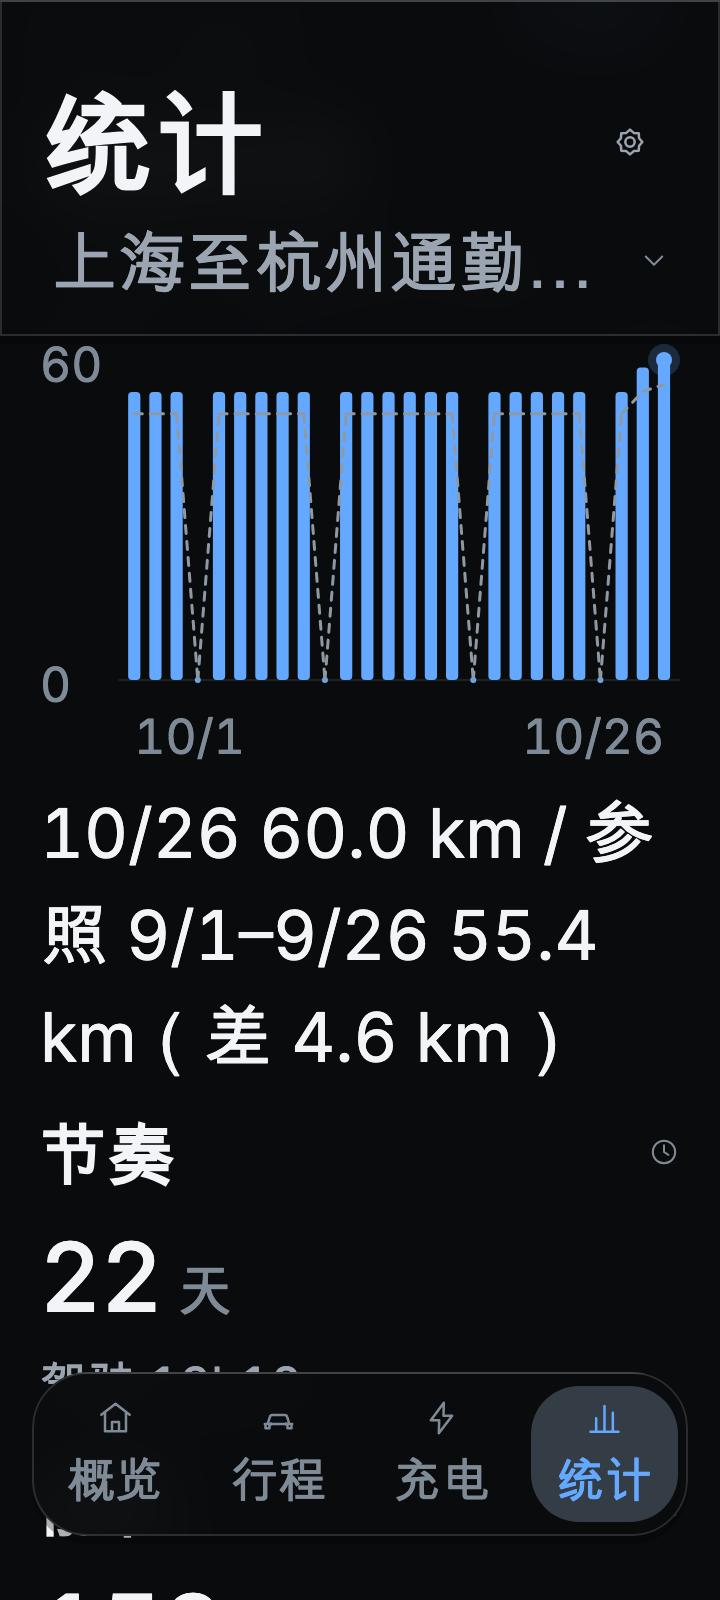 统计
上海至杭州通勤...
60
0
10/1
10/26
10/26 60.0 km / 参
照 9/1–9/26 55.4
km ( 差 4.6 km )
节奏
22 天
概览
行程
充电
统计